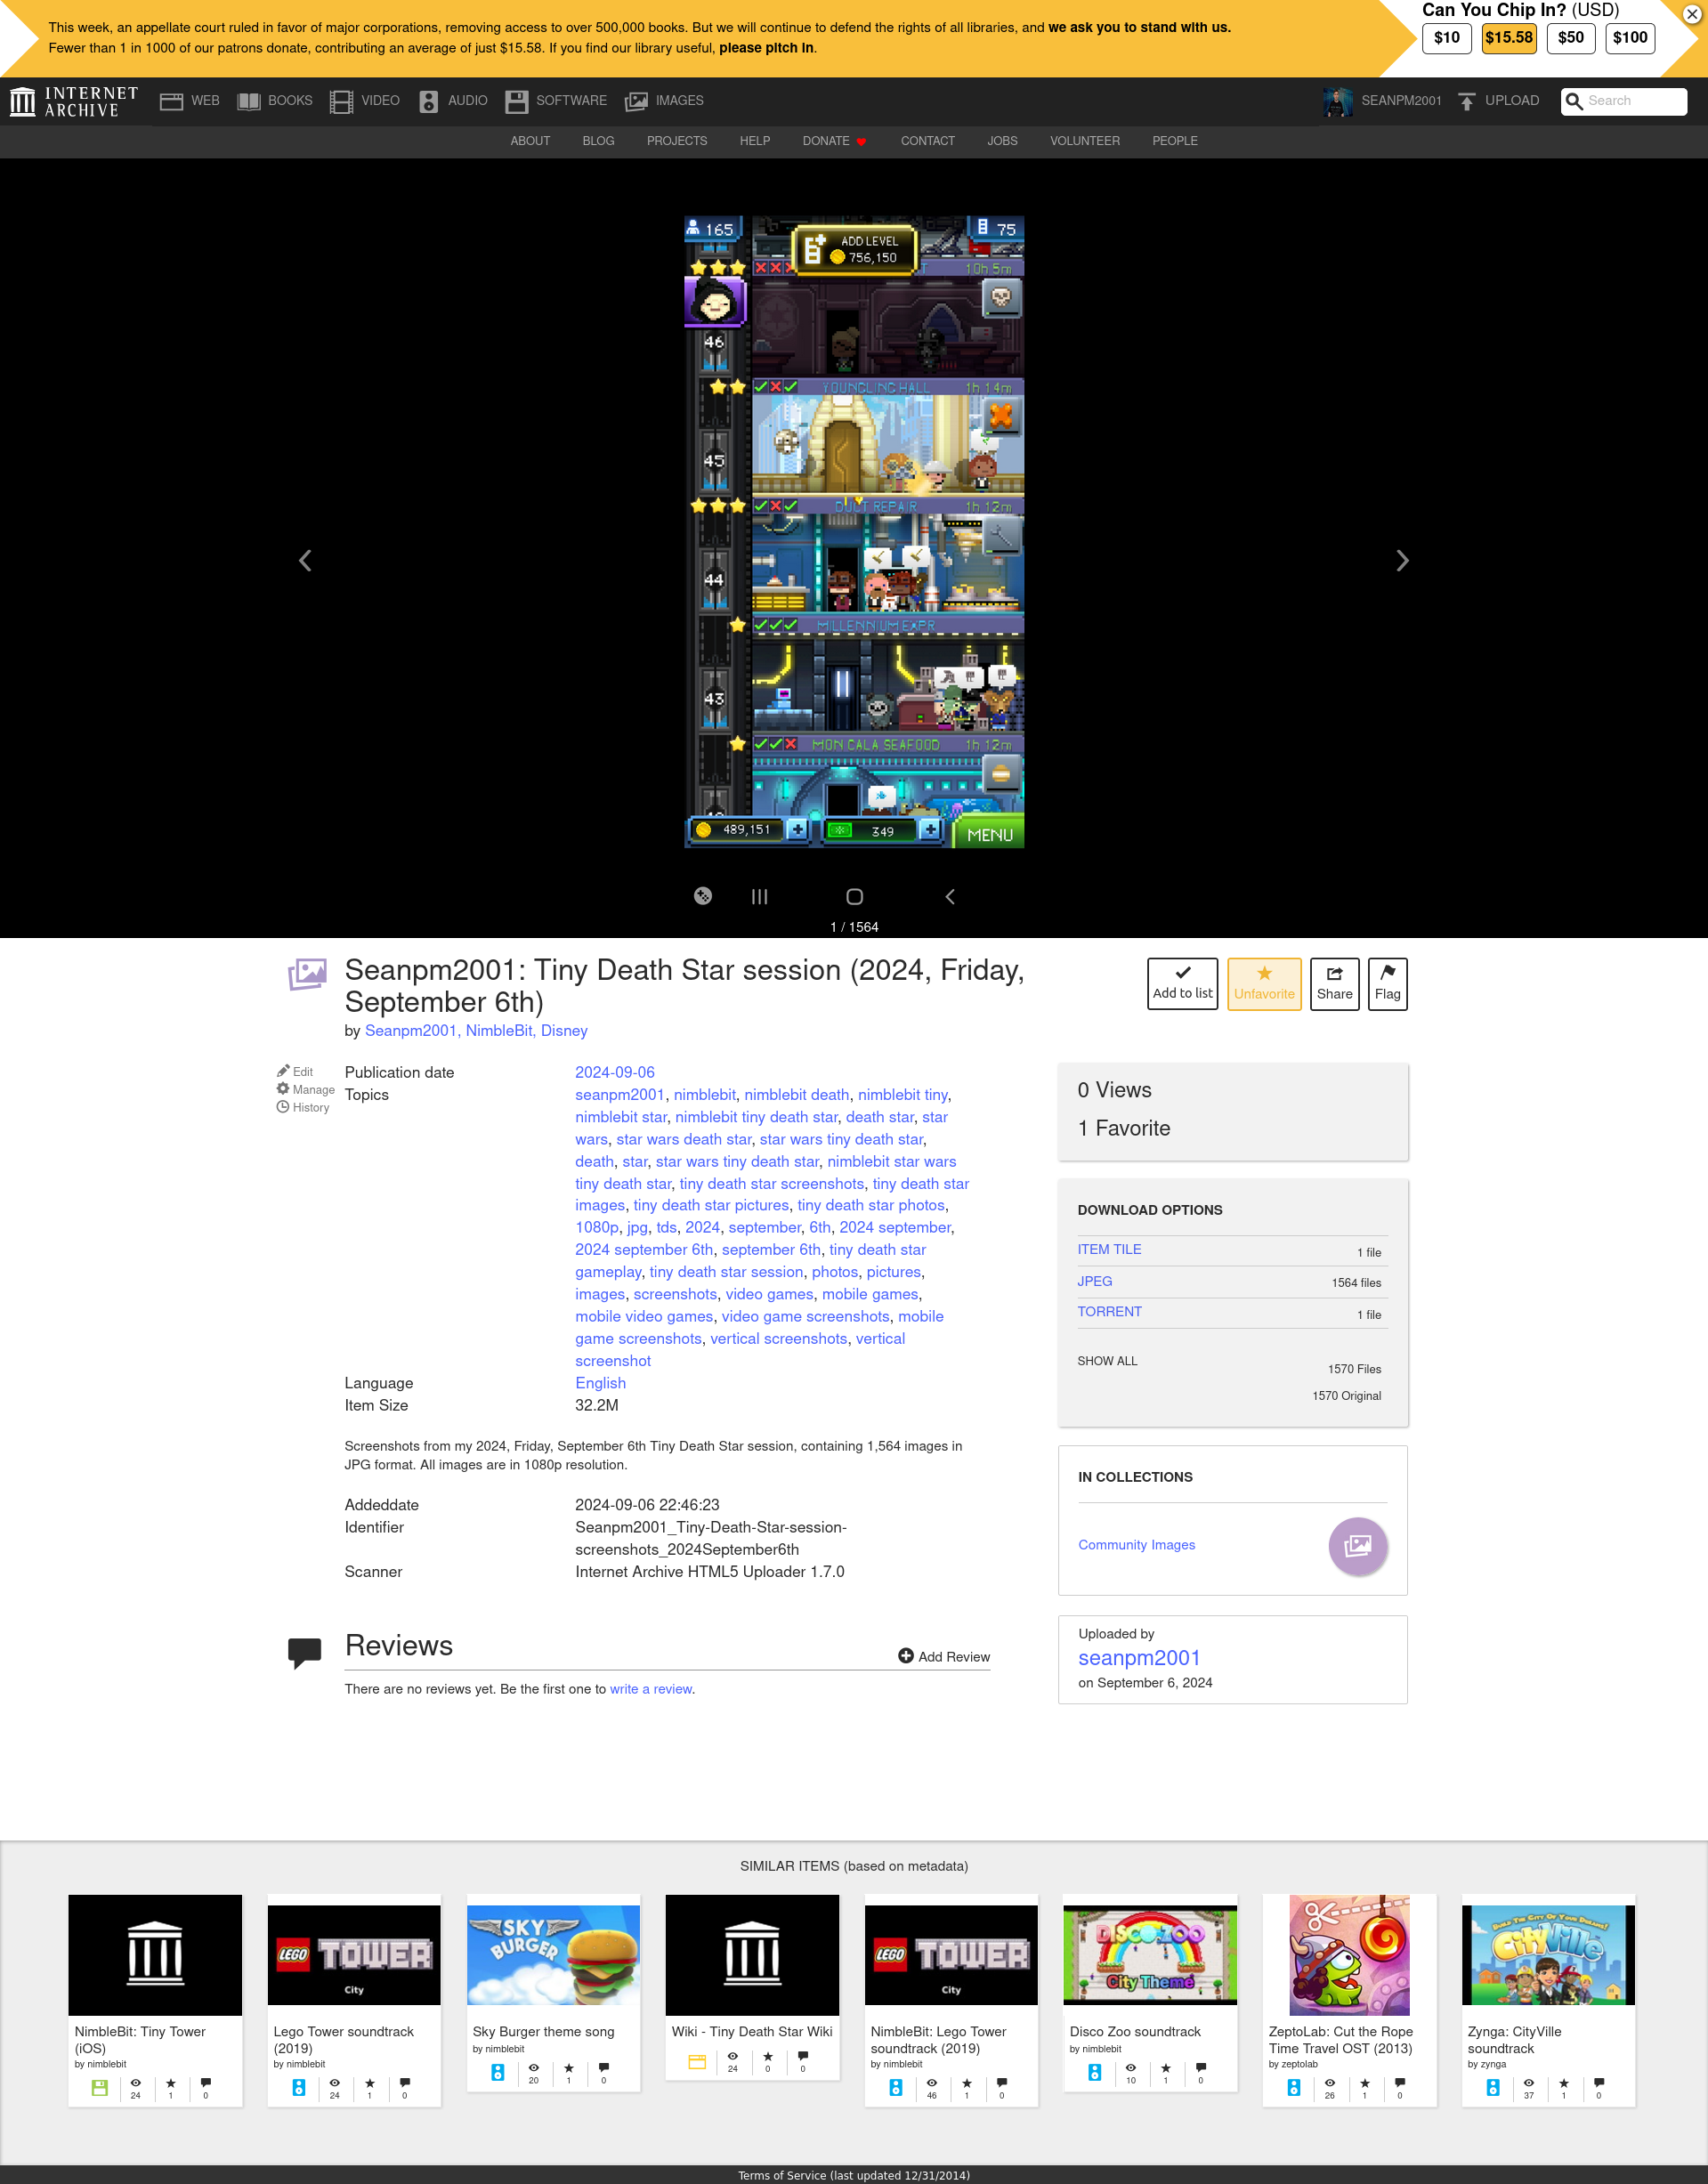 This week, an appellate court ruled in favor of major corporations, removing access to over 500,000 books. But we will continue to defend the rights of all libraries, and we ask you to stand with us.
Fewer than 1 in 1000 of our patrons donate, contributing an average of just $15.58. If you find our library useful, please pitch in.
Can You Chip In? (USD)
$10 $15.58 $50 $100
INTERNET ARCHIVE
WEB BOOKS VIDEO AUDIO SOFTWARE IMAGES SEANPM2001 UPLOAD Search
ABOUT BLOG PROJECTS HELP DONATE CONTACT JOBS VOLUNTEER PEOPLE
165 ADD LEVEL 75
756,150
10h 5m
46
YOUNGLING HALL 1h 14m
45
DUCT REPAIR 1h 12m
44
MILLENNIUM EXPR
43
MON CALA SEAFOOD 1h 12m
489,151 349 MENU
1 / 1564
Seanpm2001: Tiny Death Star session (2024, Friday,
September 6th)
by Seanpm2001, NimbleBit, Disney
Add to list Unfavorite Share Flag
Edit
Manage
History
Publication date 2024-09-06
Topics seanpm2001, nimblebit, nimblebit death, nimblebit tiny,
nimblebit star, nimblebit tiny death star, death star, star
wars, star wars death star, star wars tiny death star,
death, star, star wars tiny death star, nimblebit star wars
tiny death star, tiny death star screenshots, tiny death star
images, tiny death star pictures, tiny death star photos,
1080p, jpg, tds, 2024, september, 6th, 2024 september,
2024 september 6th, september 6th, tiny death star
gameplay, tiny death star session, photos, pictures,
images, screenshots, video games, mobile games,
mobile video games, video game screenshots, mobile
game screenshots, vertical screenshots, vertical
screenshot
Language English
Item Size 32.2M
Screenshots from my 2024, Friday, September 6th Tiny Death Star session, containing 1,564 images in
JPG format. All images are in 1080p resolution.
Addeddate 2024-09-06 22:46:23
Identifier Seanpm2001_Tiny-Death-Star-session-
screenshots_2024September6th
Scanner Internet Archive HTML5 Uploader 1.7.0
Reviews
Add Review
There are no reviews yet. Be the first one to write a review.
0 Views
1 Favorite
DOWNLOAD OPTIONS
ITEM TILE 1 file
JPEG 1564 files
TORRENT 1 file
SHOW ALL 1570 Files
1570 Original
IN COLLECTIONS
Community Images
Uploaded by
seanpm2001
on September 6, 2024
SIMILAR ITEMS (based on metadata)
NimbleBit: Tiny Tower
(iOS)
by nimblebit
24 1 0
LEGO TOWER
City
Lego Tower soundtrack
(2019)
by nimblebit
24 1 0
SKY BURGER
Sky Burger theme song
by nimblebit
20 1 0
Wiki - Tiny Death Star Wiki
24 0 0
LEGO TOWER
City
NimbleBit: Lego Tower
soundtrack (2019)
by nimblebit
46 1 0
DISCO ZOO
City Theme
Disco Zoo soundtrack
by nimblebit
10 1 0
ZeptoLab: Cut the Rope
Time Travel OST (2013)
by zeptolab
26 1 0
BUILD THE CITY OF YOUR DREAMS!
CityVille
Zynga: CityVille
soundtrack
by zynga
37 1 0
Terms of Service (last updated 12/31/2014)